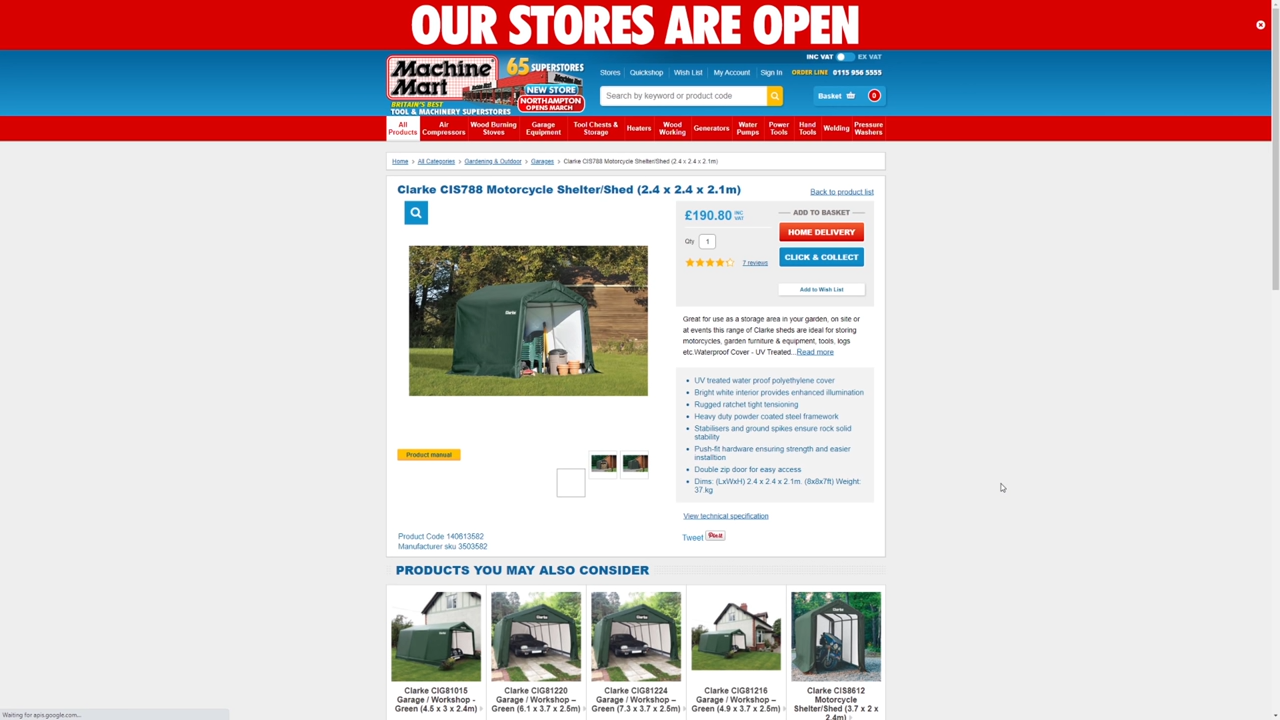 OUR STORES ARE OPEN
INC VAT EX VAT
Machine
Mart
65 SUPERSTORES
NEW STORE
NORTHAMPTON
OPENS MARCH
BRITAIN'S BEST
TOOL & MACHINERY SUPERSTORES
Stores Quickshop Wish List My Account Sign In ORDER LINE 0115 956 5555
Search by keyword or product code
Basket 0
All Products
Air Compressors
Wood Burning Stoves
Garage Equipment
Tool Chests & Storage
Heaters
Wood Working
Generators
Water Pumps
Power Tools
Hand Tools
Welding
Pressure Washers
Home > All Categories > Gardening & Outdoor > Garages > Clarke CIS788 Motorcycle Shelter/Shed (2.4 x 2.4 x 2.1m)
Clarke CIS788 Motorcycle Shelter/Shed (2.4 x 2.4 x 2.1m)
Back to product list
£190.80 INC VAT
ADD TO BASKET
HOME DELIVERY
Qty 1
CLICK & COLLECT
7 reviews
Add to Wish List
Clarke
Great for use as a storage area in your garden, on site or
at events this range of Clarke sheds are ideal for storing
motorcycles, garden furniture & equipment, tools, logs
etc.Waterproof Cover - UV Treated...Read more
• UV treated water proof polyethylene cover
• Bright white interior provides enhanced illumination
• Rugged ratchet tight tensioning
• Heavy duty powder coated steel framework
• Stabilisers and ground spikes ensure rock solid
stability
• Push-fit hardware ensuring strength and easier
installtion
• Double zip door for easy access
• Dims: (LxWxH) 2.4 x 2.4 x 2.1m. (8x8x7ft) Weight:
37 kg
Product manual
View technical specification
Tweet Pin it
Product Code 140613582
Manufacturer sku 3503582
PRODUCTS YOU MAY ALSO CONSIDER
Clarke CIG81015
Garage / Workshop -
Green (4.5 x 3 x 2.4m)
Clarke CIG81220
Garage / Workshop –
Green (6.1 x 3.7 x 2.5m)
Clarke CIG81224
Garage / Workshop –
Green (7.3 x 3.7 x 2.5m)
Clarke CIG81216
Garage / Workshop –
Green (4.9 x 3.7 x 2.5m)
Clarke CIS8612
Motorcycle
Shelter/Shed (3.7 x 2 x
2.4m)
Waiting for apis.google.com...